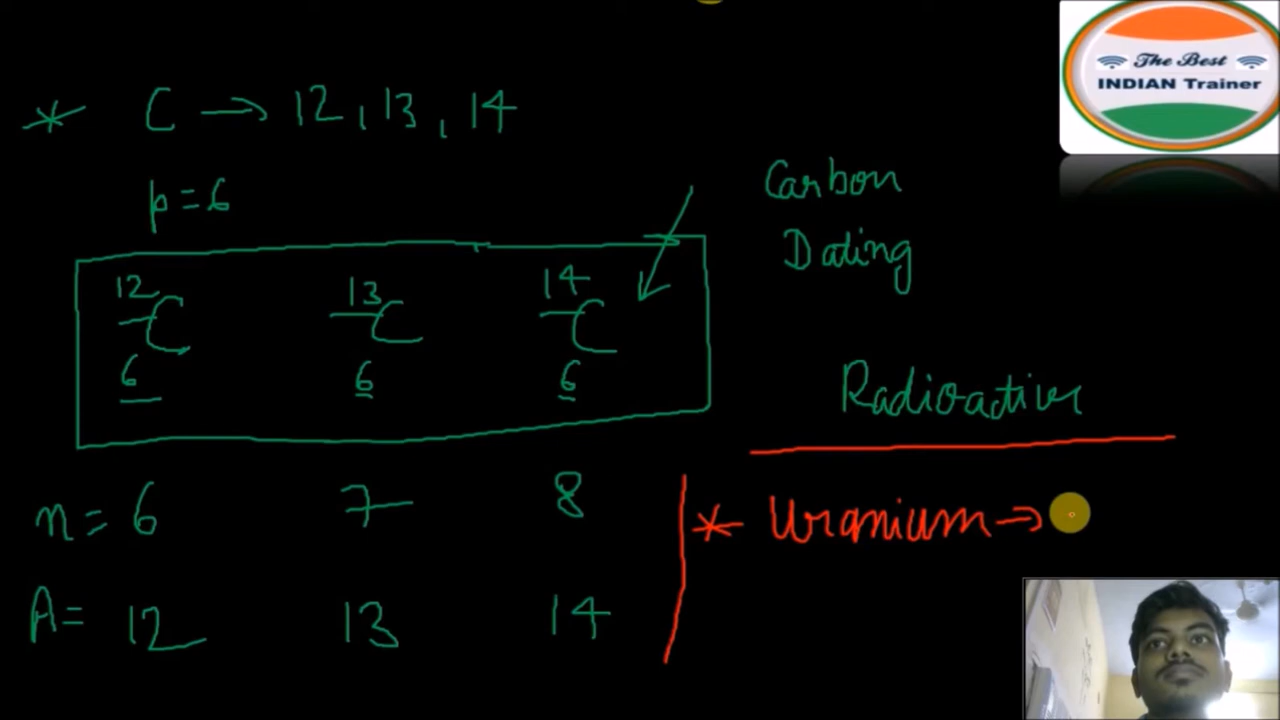 * C → 12, 13, 14
p = 6
12 C 6 13 C 6 14 C 6
n = 6 7 8
A = 12 13 14
Carbon
Dating
Radioactive
* Uranium →
The Best
INDIAN Trainer